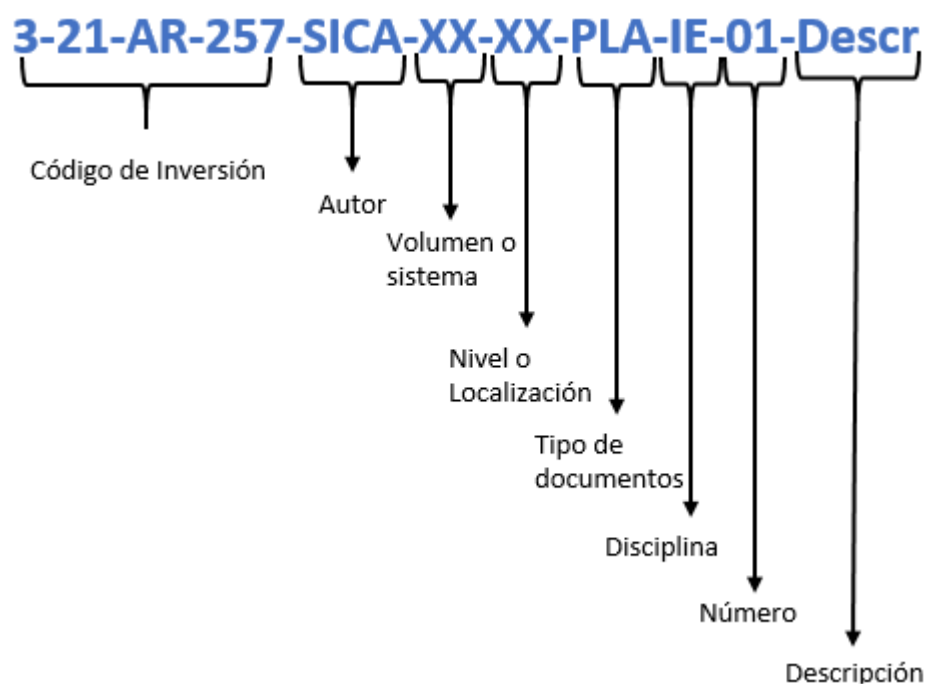 3-21-AR-257-SICA-XX-XX-PLA-IE-01-Descr
Código de Inversión
Autor
Volumen o
sistema
Nivel o
Localización
Tipo de
documentos
Disciplina
Número
Descripción